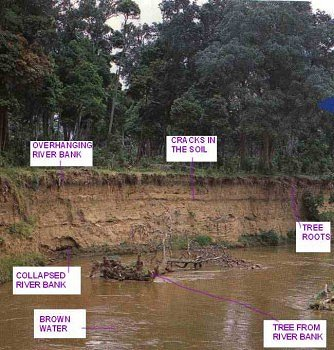 OVERHANGING
RIVER BANK
CRACKS IN
THE SOIL
TREE
ROOTS
COLLAPSED
RIVER BANK
BROWN
WATER
TREE FROM
RIVER BANK